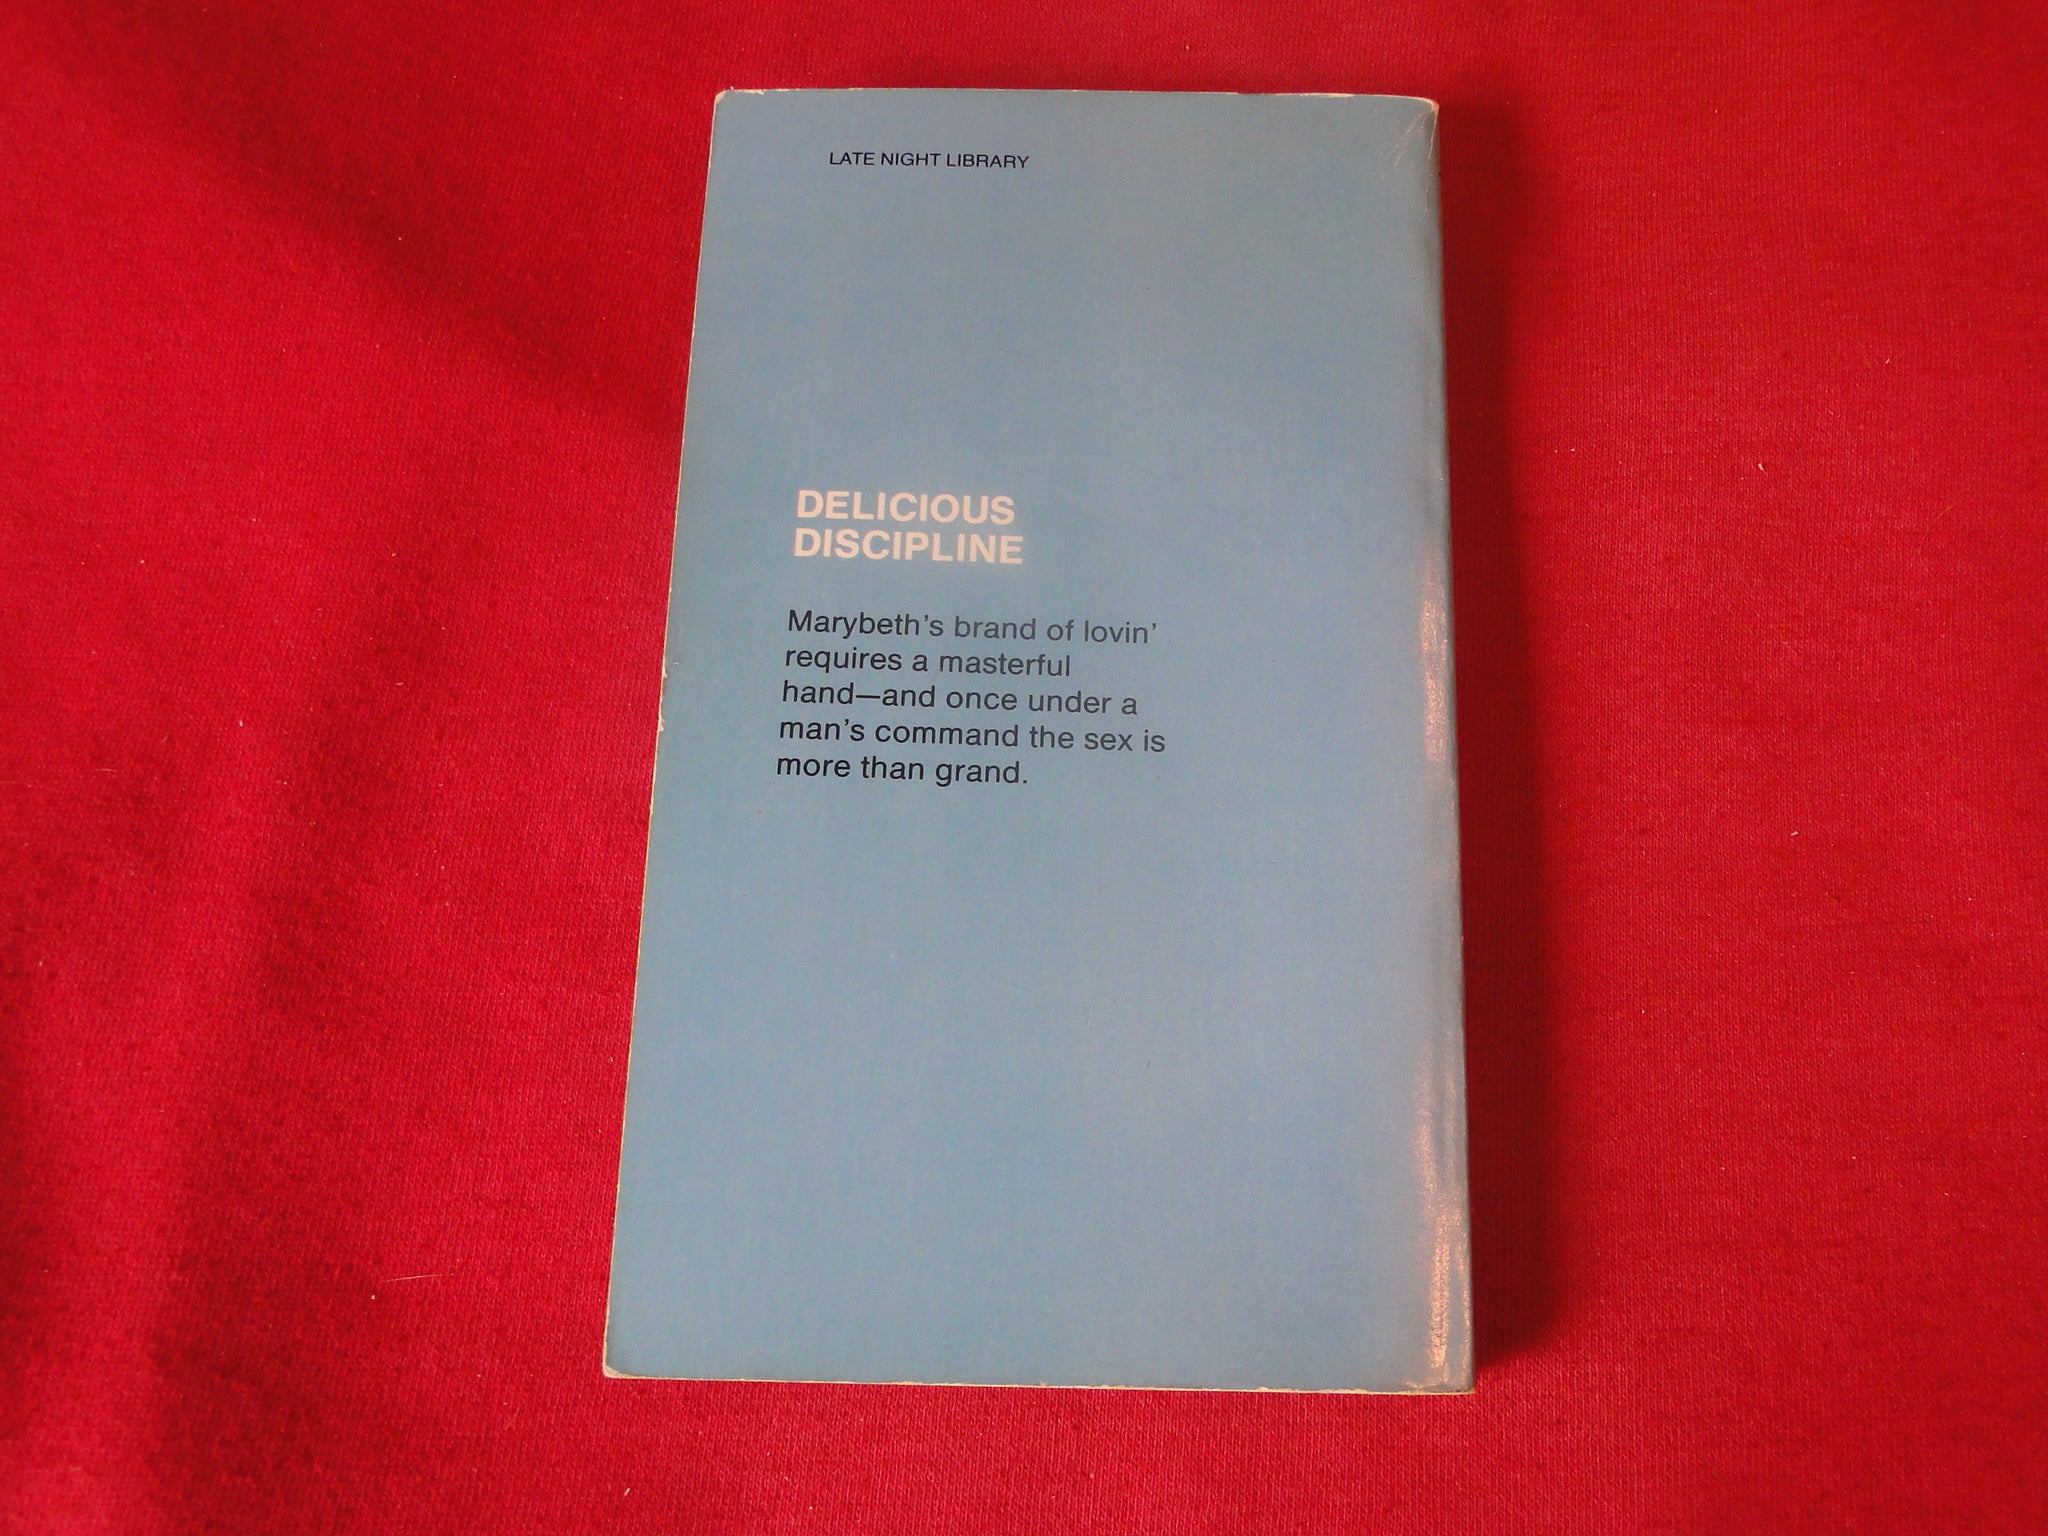 LATE NIGHT LIBRARY
DELICIOUS
DISCIPLINE
Marybeth's brand of lovin'
requires a masterful
hand—and once under a
man's command the sex is
more than grand.